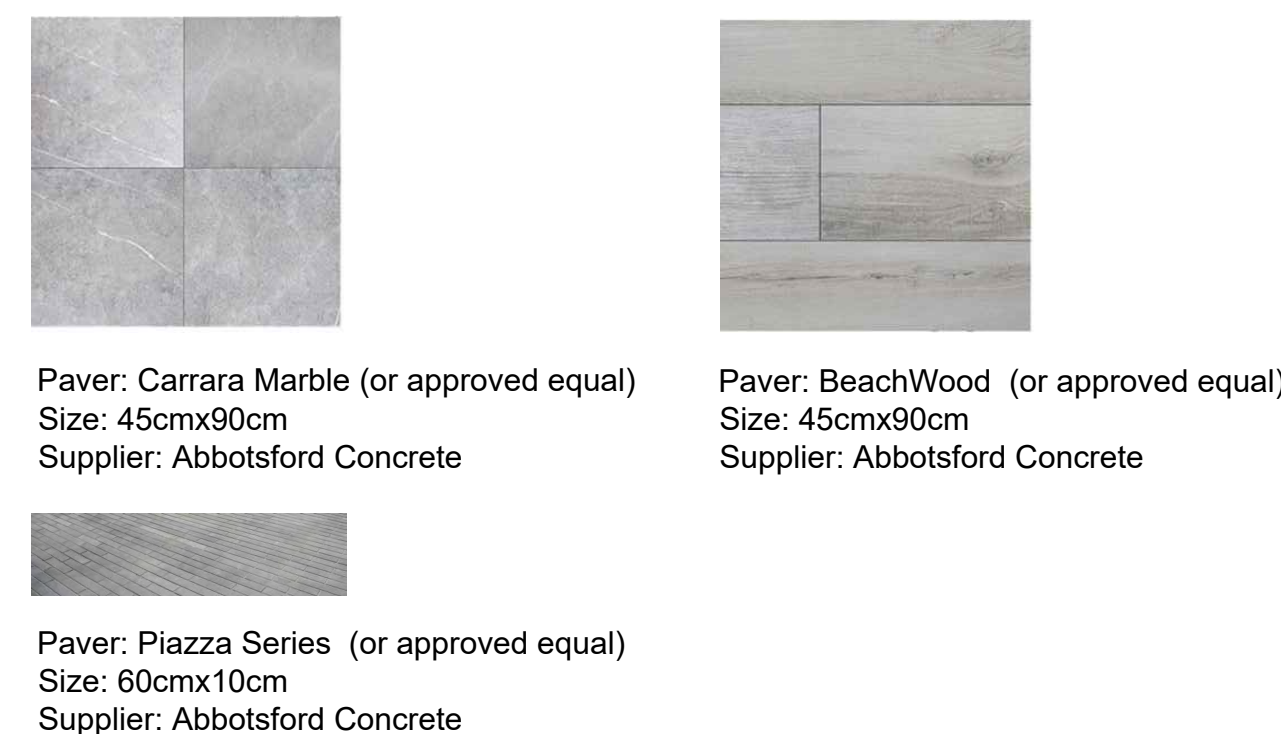 Paver: Carrara Marble (or approved equal)
Size: 45cmx90cm
Supplier: Abbotsford Concrete
Paver: BeachWood  (or approved equal)
Size: 45cmx90cm
Supplier: Abbotsford Concrete
Paver: Piazza Series  (or approved equal)
Size: 60cmx10cm
Supplier: Abbotsford Concrete